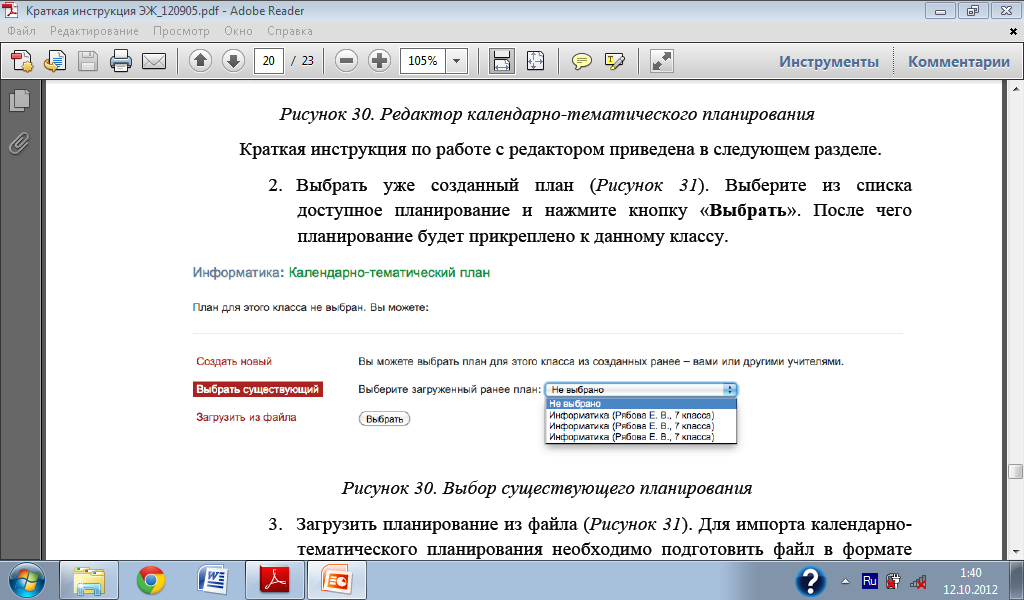 Краткая инструкция ЭЖ_120905.pdf - Adobe Reader
Файл Редактирование Просмотр Окно Справка
20 / 23 105% Инструменты Комментарии
Рисунок 30. Редактор календарно-тематического планирования
Краткая инструкция по работе с редактором приведена в следующем разделе.
2. Выбрать уже созданный план (Рисунок 31). Выберите из списка
доступное планирование и нажмите кнопку «Выбрать». После чего
планирование будет прикреплено к данному классу.
Информатика: Календарно-тематический план
План для этого класса не выбран. Вы можете:
Создать новый Вы можете выбрать план для этого класса из созданных ранее – вами или другими учителями.
Выбрать существующий Выберите загруженный ранее план: Не выбрано
Не выбрано
Информатика (Рябова Е. В., 7 класса)
Загрузить из файла Выбрать Информатика (Рябова Е. В., 7 класса)
Информатика (Рябова Е. В., 7 класса)
Рисунок 30. Выбор существующего планирования
3. Загрузить планирование из файла (Рисунок 31). Для импорта календарно-
тематического планирования необходимо подготовить файл в формате
Ru 1:40
12.10.2012